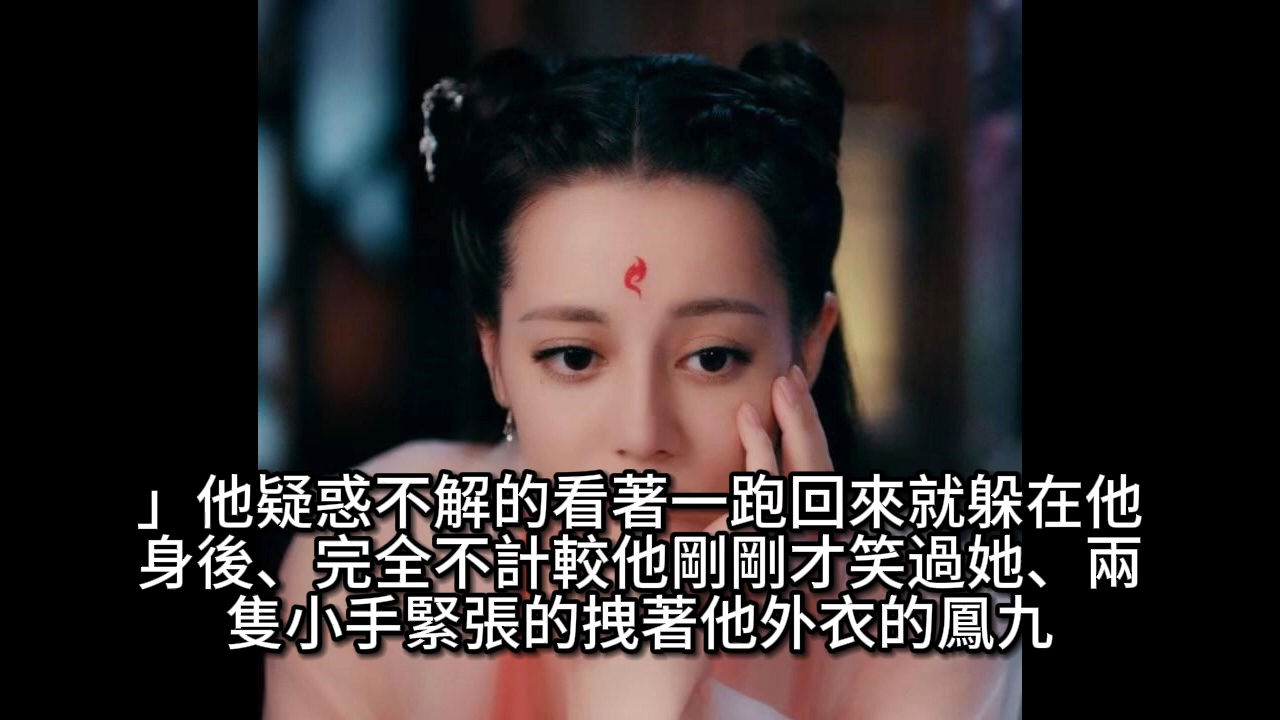 」他疑惑不解的看著一跑回來就躲在他
身後、完全不計較他剛剛才笑過她、兩
隻小手緊張的拽著他外衣的鳳九